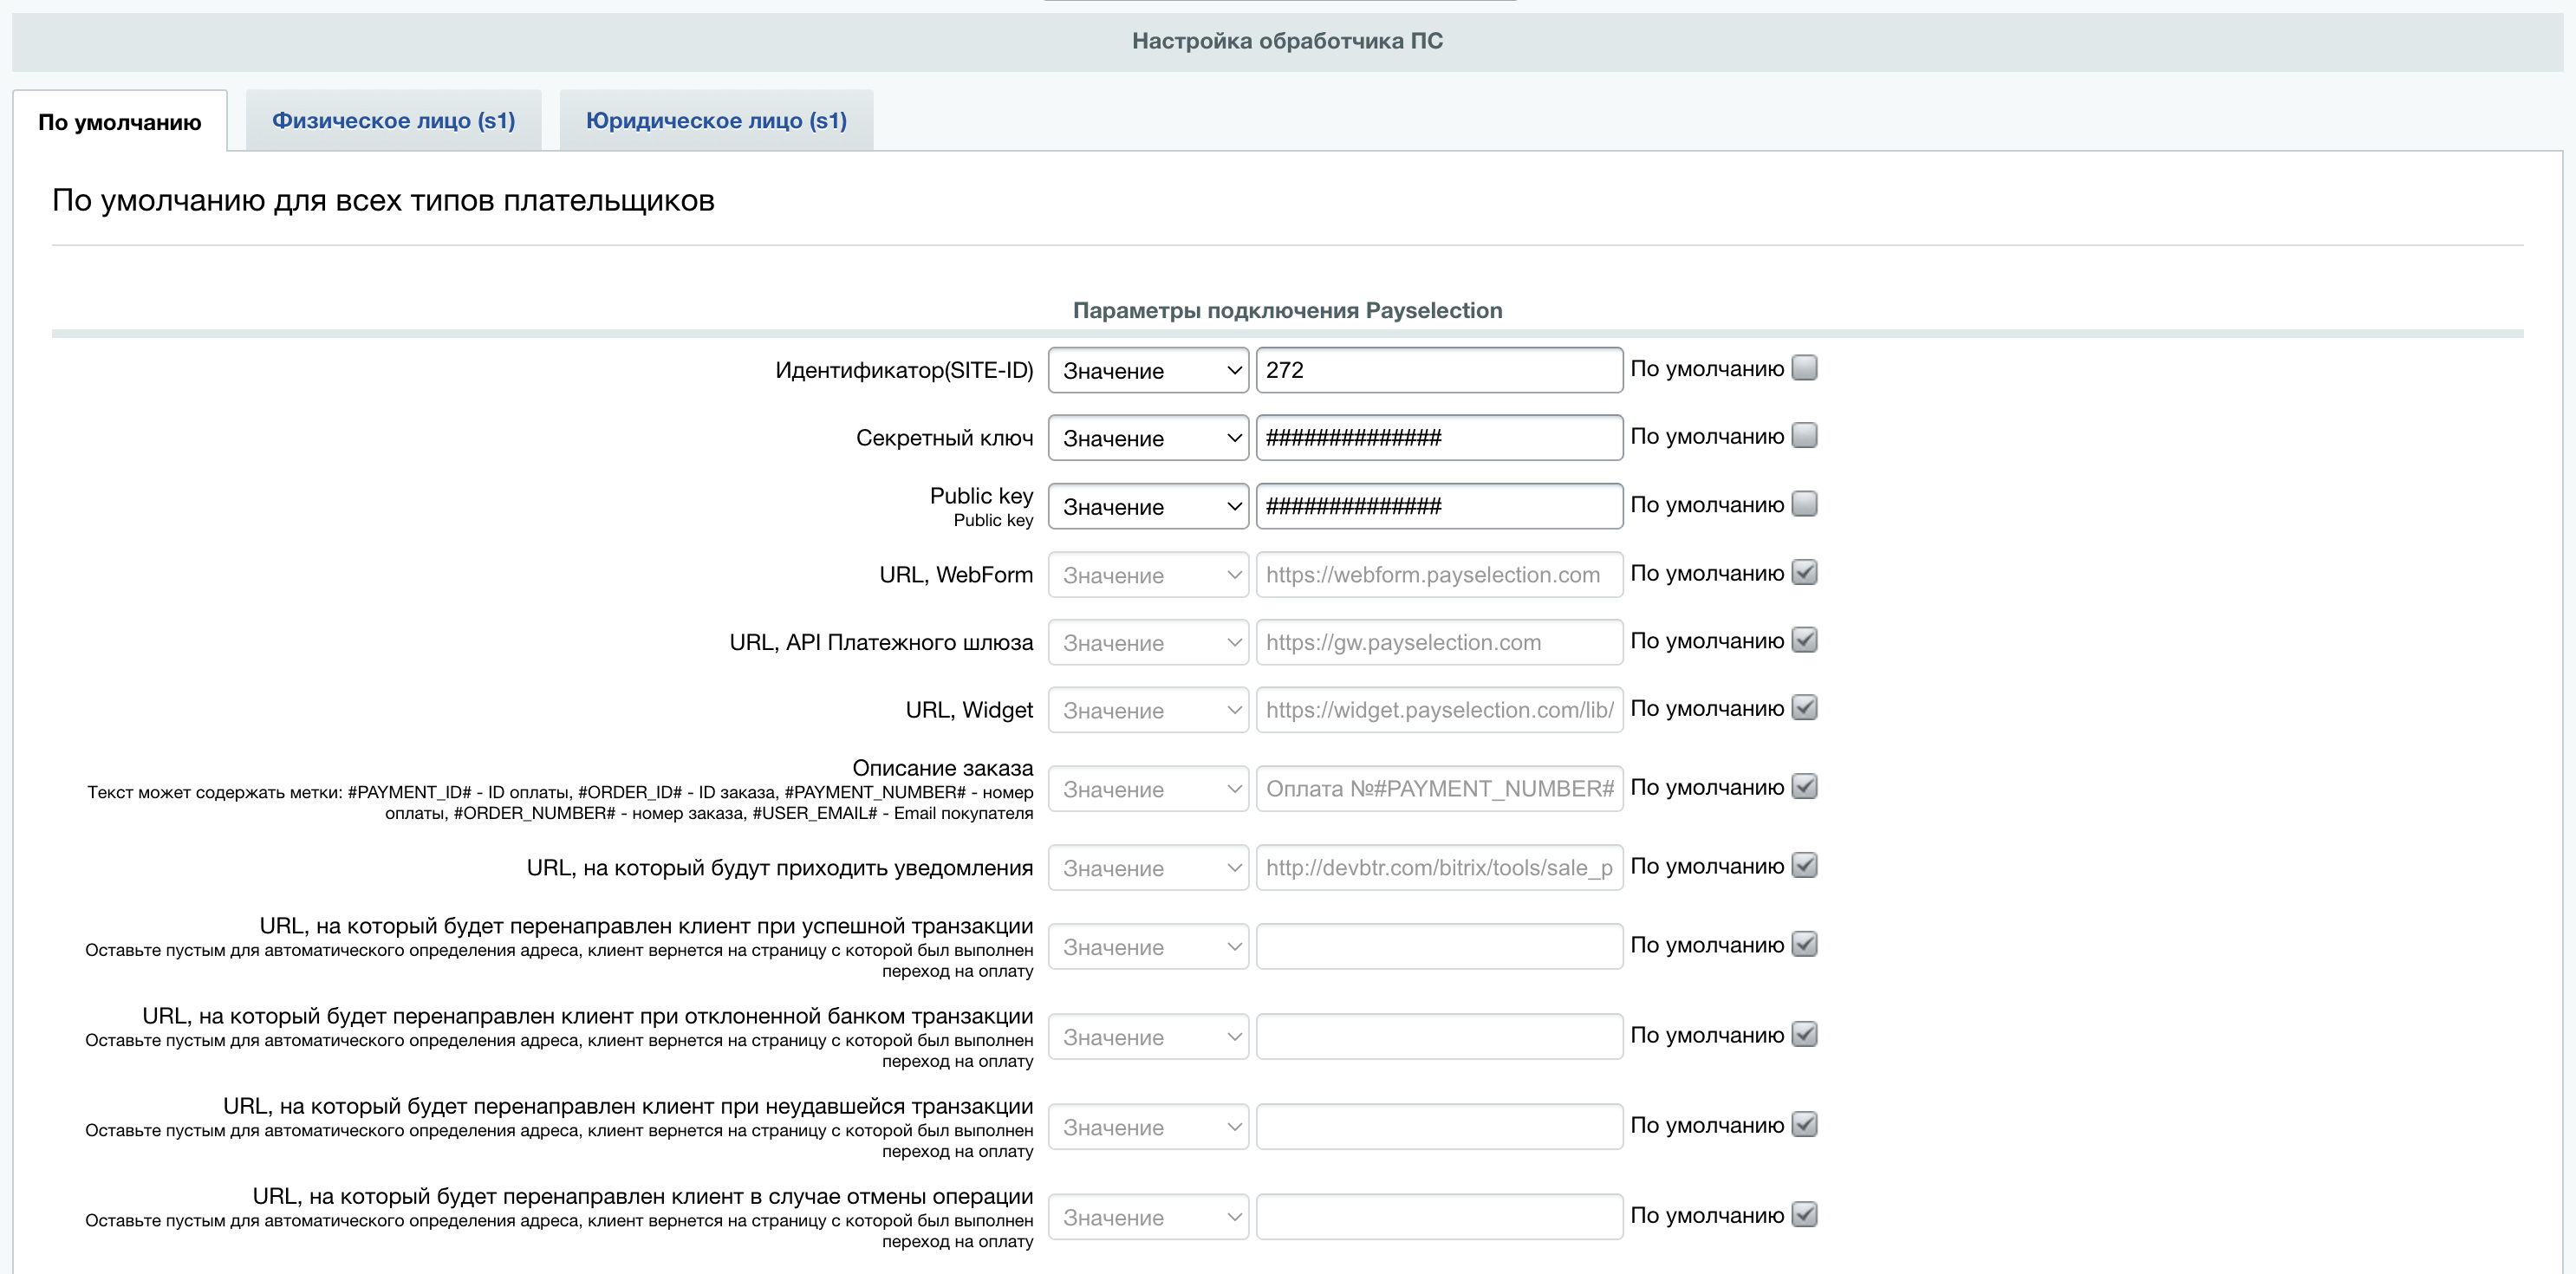 Настройка обработчика ПС
По умолчанию
Физическое лицо (s1)
Юридическое лицо (s1)
По умолчанию для всех типов плательщиков
Параметры подключения Payselection
Идентификатор(SITE-ID) Значение 272 По умолчанию
Секретный ключ Значение ############## По умолчанию
Public key
Public key
Значение ############## По умолчанию
URL, WebForm Значение https://webform.payselection.com По умолчанию
URL, API Платежного шлюза Значение https://gw.payselection.com По умолчанию
URL, Widget Значение https://widget.payselection.com/lib/ По умолчанию
Описание заказа
Текст может содержать метки: #PAYMENT_ID# - ID оплаты, #ORDER_ID# - ID заказа, #PAYMENT_NUMBER# - номер
оплаты, #ORDER_NUMBER# - номер заказа, #USER_EMAIL# - Email покупателя
Значение Оплата №#PAYMENT_NUMBER# По умолчанию
URL, на который будут приходить уведомления Значение http://devbtr.com/bitrix/tools/sale_p По умолчанию
URL, на который будет перенаправлен клиент при успешной транзакции
Оставьте пустым для автоматического определения адреса, клиент вернется на страницу с которой был выполнен
переход на оплату
Значение По умолчанию
URL, на который будет перенаправлен клиент при отклоненной банком транзакции
Оставьте пустым для автоматического определения адреса, клиент вернется на страницу с которой был выполнен
переход на оплату
Значение По умолчанию
URL, на который будет перенаправлен клиент при неудавшейся транзакции
Оставьте пустым для автоматического определения адреса, клиент вернется на страницу с которой был выполнен
переход на оплату
Значение По умолчанию
URL, на который будет перенаправлен клиент в случае отмены операции
Оставьте пустым для автоматического определения адреса, клиент вернется на страницу с которой был выполнен
переход на оплату
Значение По умолчанию